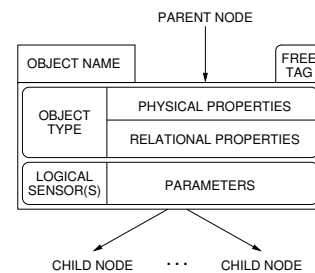 PARENT NODE
OBJECT NAME
FREE
TAG
OBJECT
TYPE
PHYSICAL PROPERTIES
RELATIONAL PROPERTIES
LOGICAL
SENSOR(S)
PARAMETERS
CHILD NODE . . . CHILD NODE